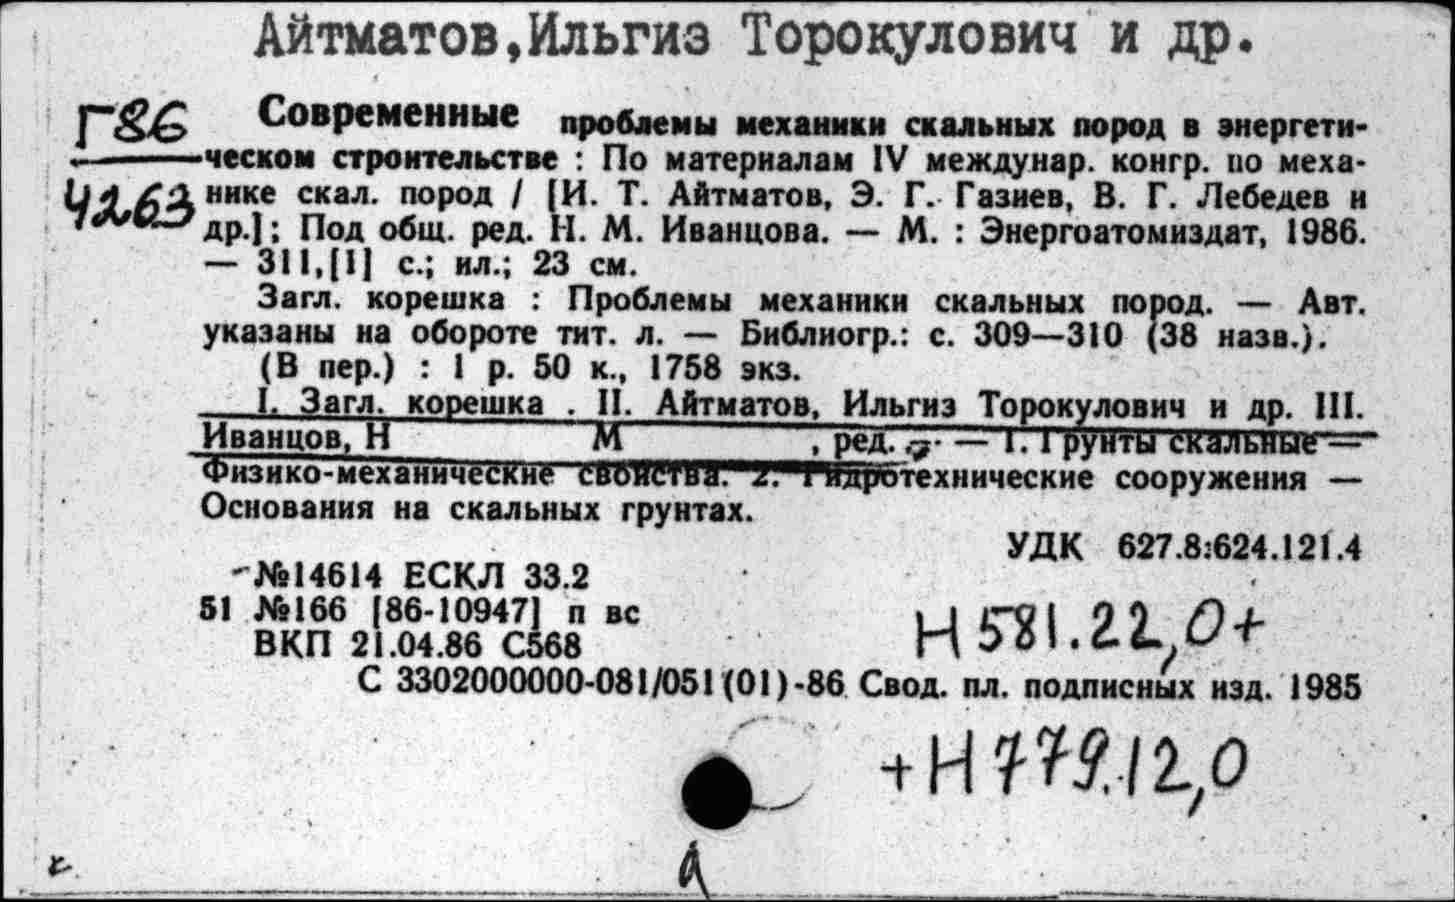 Айтматов,Ильгиз Торокулович и др.
Г86
4263
Современные проблемы механики скальных пород в энергети-
ческом строительстве : По материалам IV междунар. конгр. по меха-
нике скал. пород / [И. Т. Айтматов, Э. Г. Газиев, В. Г. Лебедев и
др.]; Под общ. ред. Н. М. Иванцова. — М. : Энергоатомиздат, 1986.
— 311,[1] с.; ил.; 23 см.
Загл. корешка : Проблемы механики скальных пород. — Авт.
указаны на обороте тит. л. — Библиогр.: с. 309—310 (38 назв.).
(В пер.) : 1 р. 50 к., 1758 экз.
I. Загл. корешка . II. Айтматов, Ильгиз Торокулович и др. III.
Иванцов, Н М , ред. — 1. Грунты скальные —
Физико-механические свойства. 2. Гидротехнические сооружения —
Основания на скальных грунтах.
УДК 627.8:624.121.4
№14614 ЕСКЛ 33.2
51 №166 [86-10947] п вс
ВКП 21.04.86 С568
Н581.22,0+
С 3302000000-081/051(01)-86 Свод. пл. подписных изд. 1985
+Н779.12,0